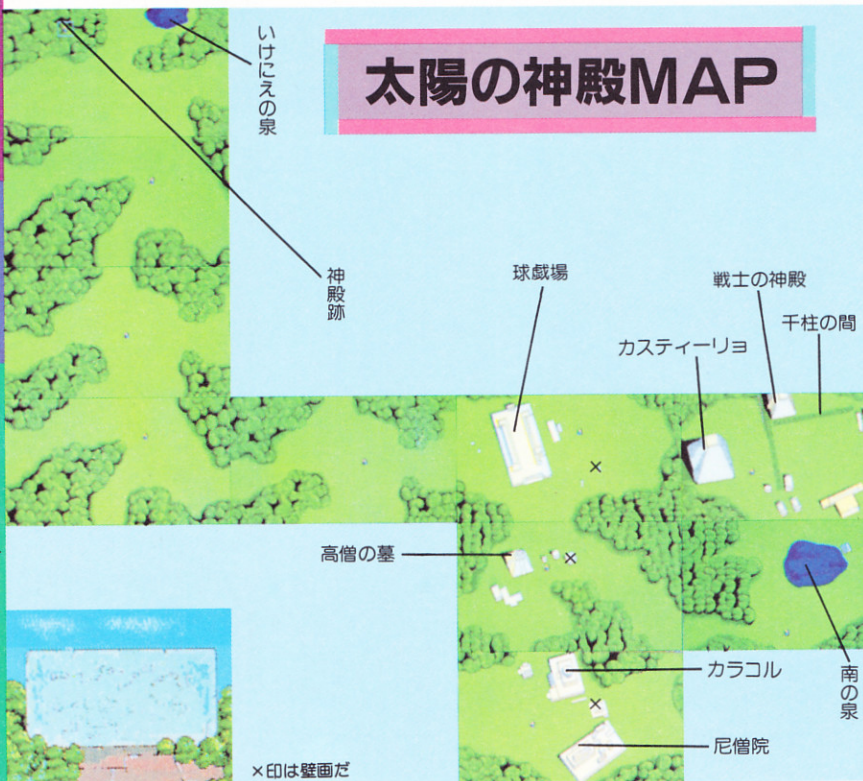 太陽の神殿MAP
いけにえの泉
神殿跡
球戯場
戦士の神殿
千柱の間
カスティーリョ
高僧の墓
カラコル
南の泉
尼僧院
×印は壁画だ